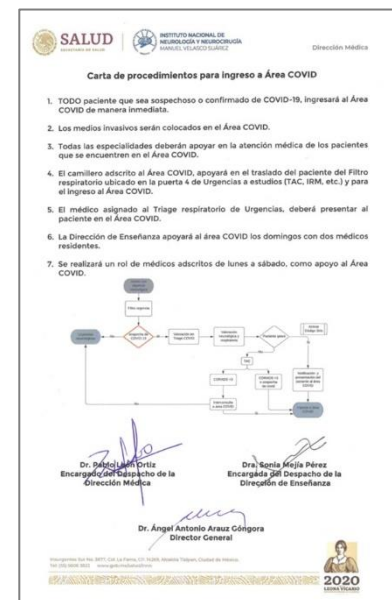 SALUD
SECRETARÍA DE SALUD
INSTITUTO NACIONAL DE
NEUROLOGÍA Y NEUROCIRUGÍA
MANUEL VELASCO SUÁREZ
Dirección Médica
Carta de procedimientos para ingreso a Área COVID
1. TODO paciente que sea sospechoso o confirmado de COVID-19, ingresará al Área
COVID de manera inmediata.
2. Los medios invasivos serán colocados en el Área COVID.
3. Todas las especialidades deberán apoyar en la atención médica de los pacientes
que se encuentren en el Área COVID.
4. El camillero adscrito al Área COVID, apoyará en el traslado del paciente del Filtro
respiratorio ubicado en la puerta 4 de Urgencias a estudios (TAC, IRM, etc.) y para
el ingreso al Área COVID.
5. El médico asignado al Triage respiratorio de Urgencias, deberá presentar al
paciente en el Área COVID.
6. La Dirección de Enseñanza apoyará al área COVID los domingos con dos médicos
residentes.
7. Se realizará un rol de médicos adscritos de lunes a sábado, como apoyo al Área
COVID.
Dr. Pablo León Ortiz
Encargado del Despacho de la
Dirección Médica
Dra. Sonia Mejía Pérez
Encargada del Despacho de la
Dirección de Enseñanza
Dr. Ángel Antonio Arauz Góngora
Director General
2020
LEONA VICARIO